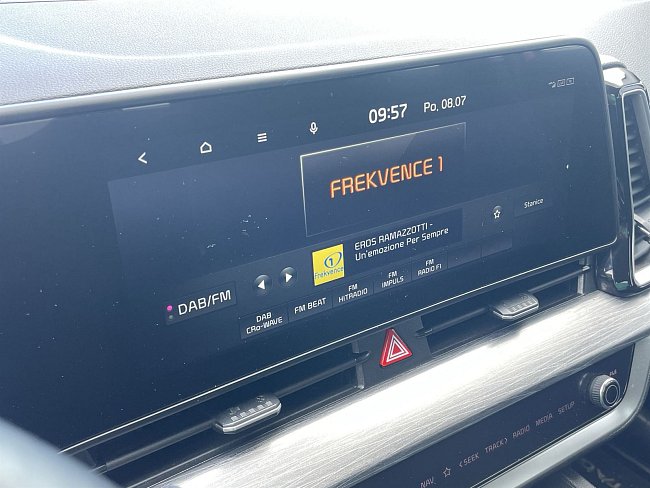 09:57 Po, 08.07
FREKVENCE 1
Stanice
EROS RAMAZZOTTI -
Un'emozione Per Sempre
1
Frekvence
DAB/FM
DAB
CRo-WAVE
FM BEAT
FM
HITRADIO
FM
IMPULS
FM
RADIO F1
NAV
<SEEK TRACK>
RADIO
MEDIA
SETUP